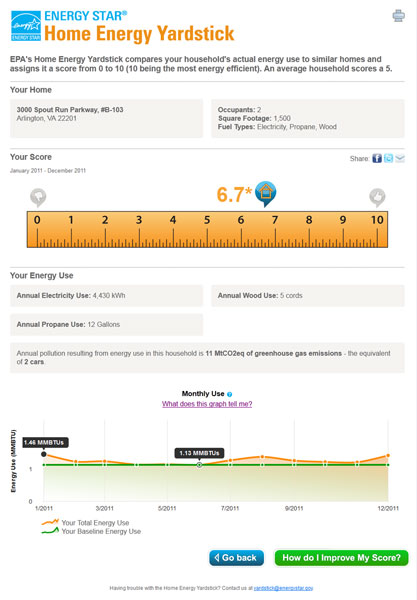 ENERGY STAR®
Home Energy Yardstick
EPA's Home Energy Yardstick compares your household's actual energy use to similar homes and
assigns it a score from 0 to 10 (10 being the most energy efficient). An average household scores a 5.
Your Home
3000 Spout Run Parkway, #B-103
Arlington, VA 22201
Occupants: 2
Square Footage: 1,500
Fuel Types: Electricity, Propane, Wood
Your Score
Share:
January 2011 - December 2011
6.7*
0 1 2 3 4 5 6 7 8 9 10
Your Energy Use
Annual Electricity Use: 4,430 kWh
Annual Wood Use: 5 cords
Annual Propane Use: 12 Gallons
Annual pollution resulting from energy use in this household is 11 MtCO2eq of greenhouse gas emissions - the equivalent
of 2 cars.
Monthly Use
What does this graph tell me?
Energy Use (MMBTU)
1.46 MMBTUs
1.13 MMBTUs
1
0
1/2011 3/2011 5/2011 7/2011 9/2011 12/2011
Your Total Energy Use
Your Baseline Energy Use
Go back
How do I Improve My Score?
Having trouble with the Home Energy Yardstick? Contact us at yardstick@energystar.gov